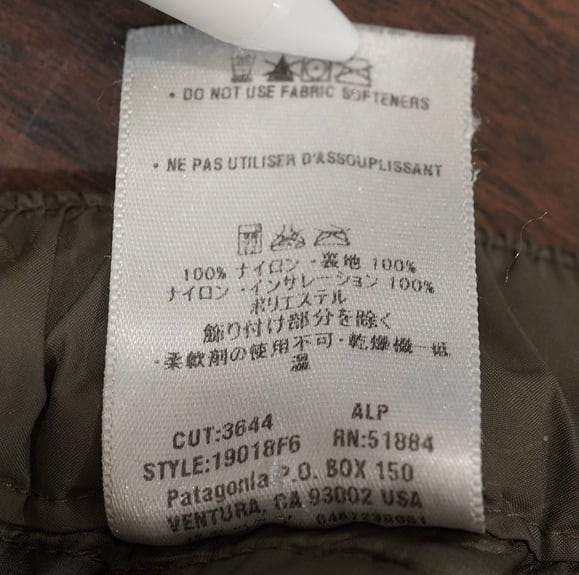 • DO NOT USE FABRIC SOFTENERS
• NE PAS UTILISER D'ASSOUPLISSANT
100% ナイロン・裏地 100%
ナイロン・インサレーション 100%
ポリエステル
飾り付け部分を除く
・柔軟剤の使用不可・乾燥機－低
温
CUT:3644 ALP
STYLE:19018F6 RN:51884
Patagonia P.O. BOX 150
VENTURA, CA 93002 USA